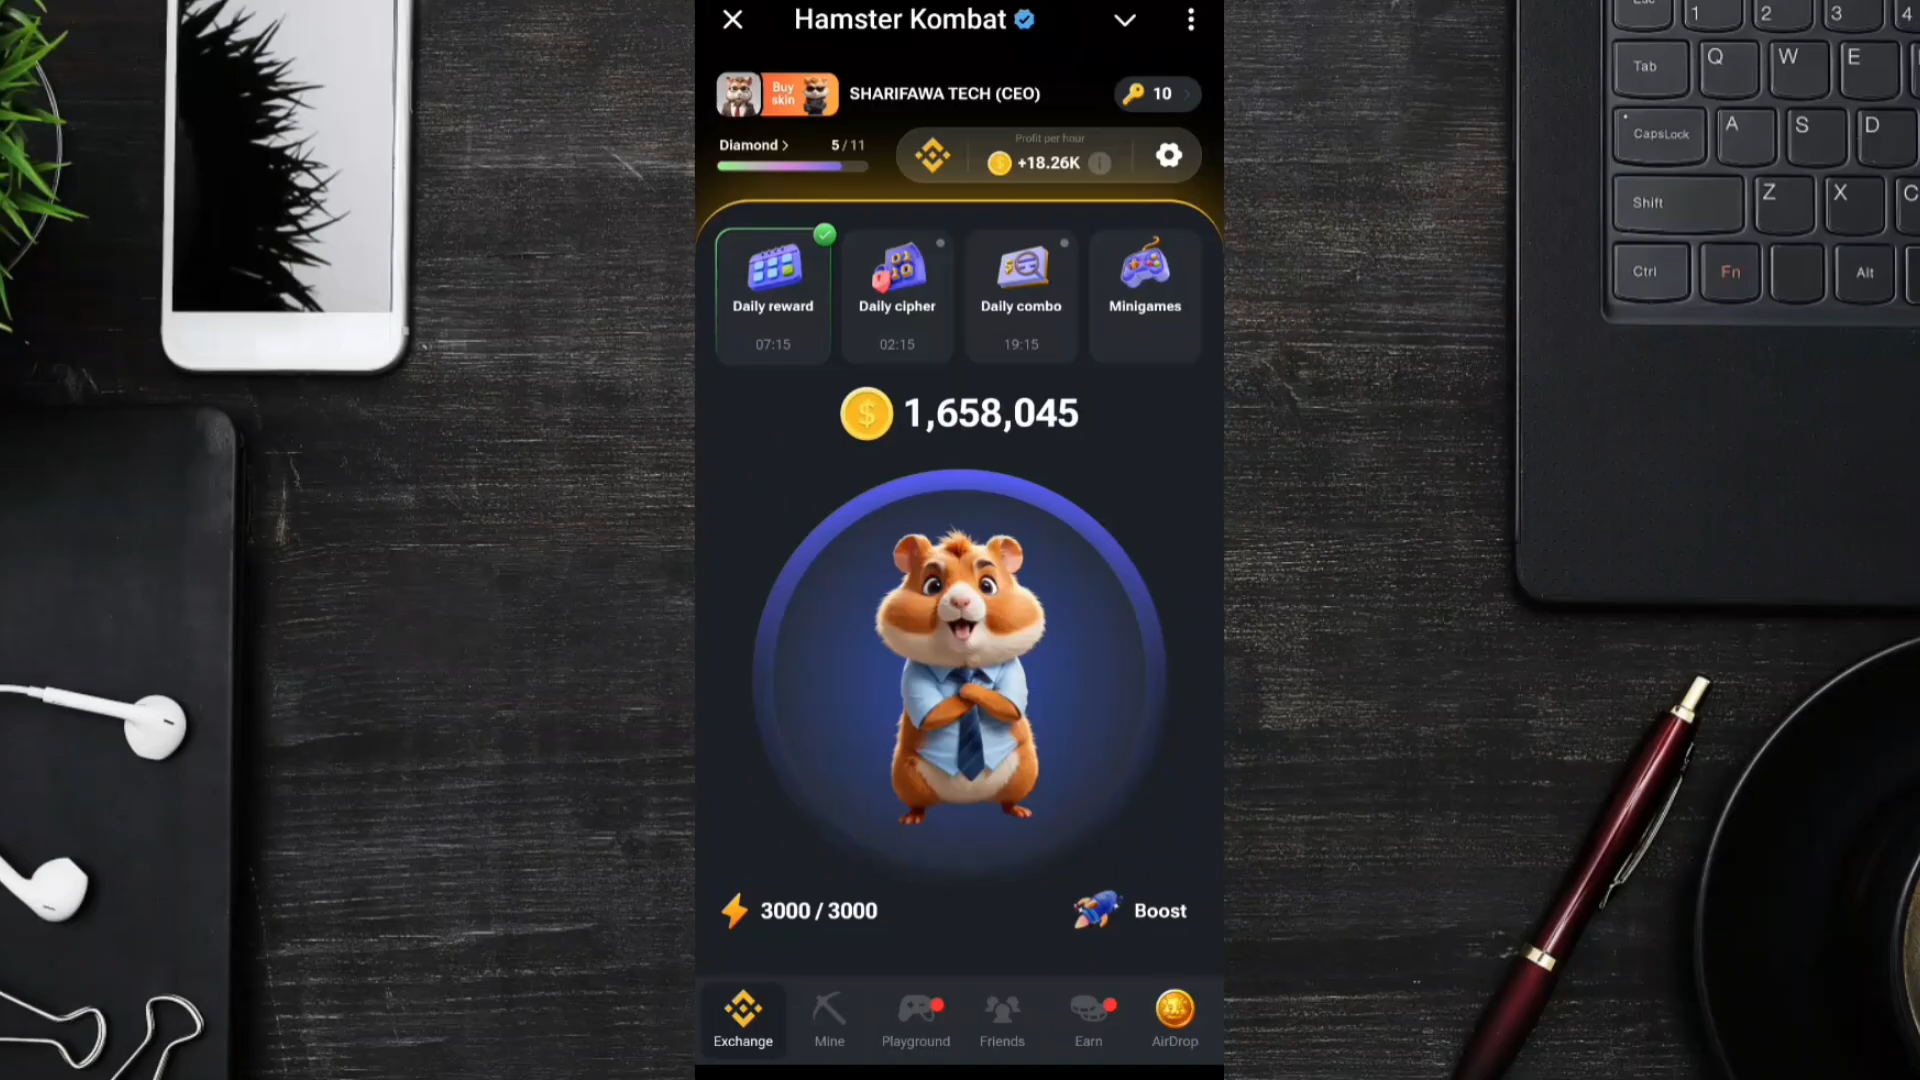 Hamster Kombat
Buy
skin
SHARIFAWA TECH (CEO)
10
Diamond >
5 / 11
Profit per hour
+18.26K
Daily reward
07:15
Daily cipher
02:15
Daily combo
19:15
Minigames
1,658,045
3000 / 3000
Boost
Exchange
Mine
Playground
Friends
Earn
AirDrop
1
2
3
4
Tab
Q
W
E
CapsLock
A
S
D
Shift
Z
X
C
Ctrl
Fn
Alt